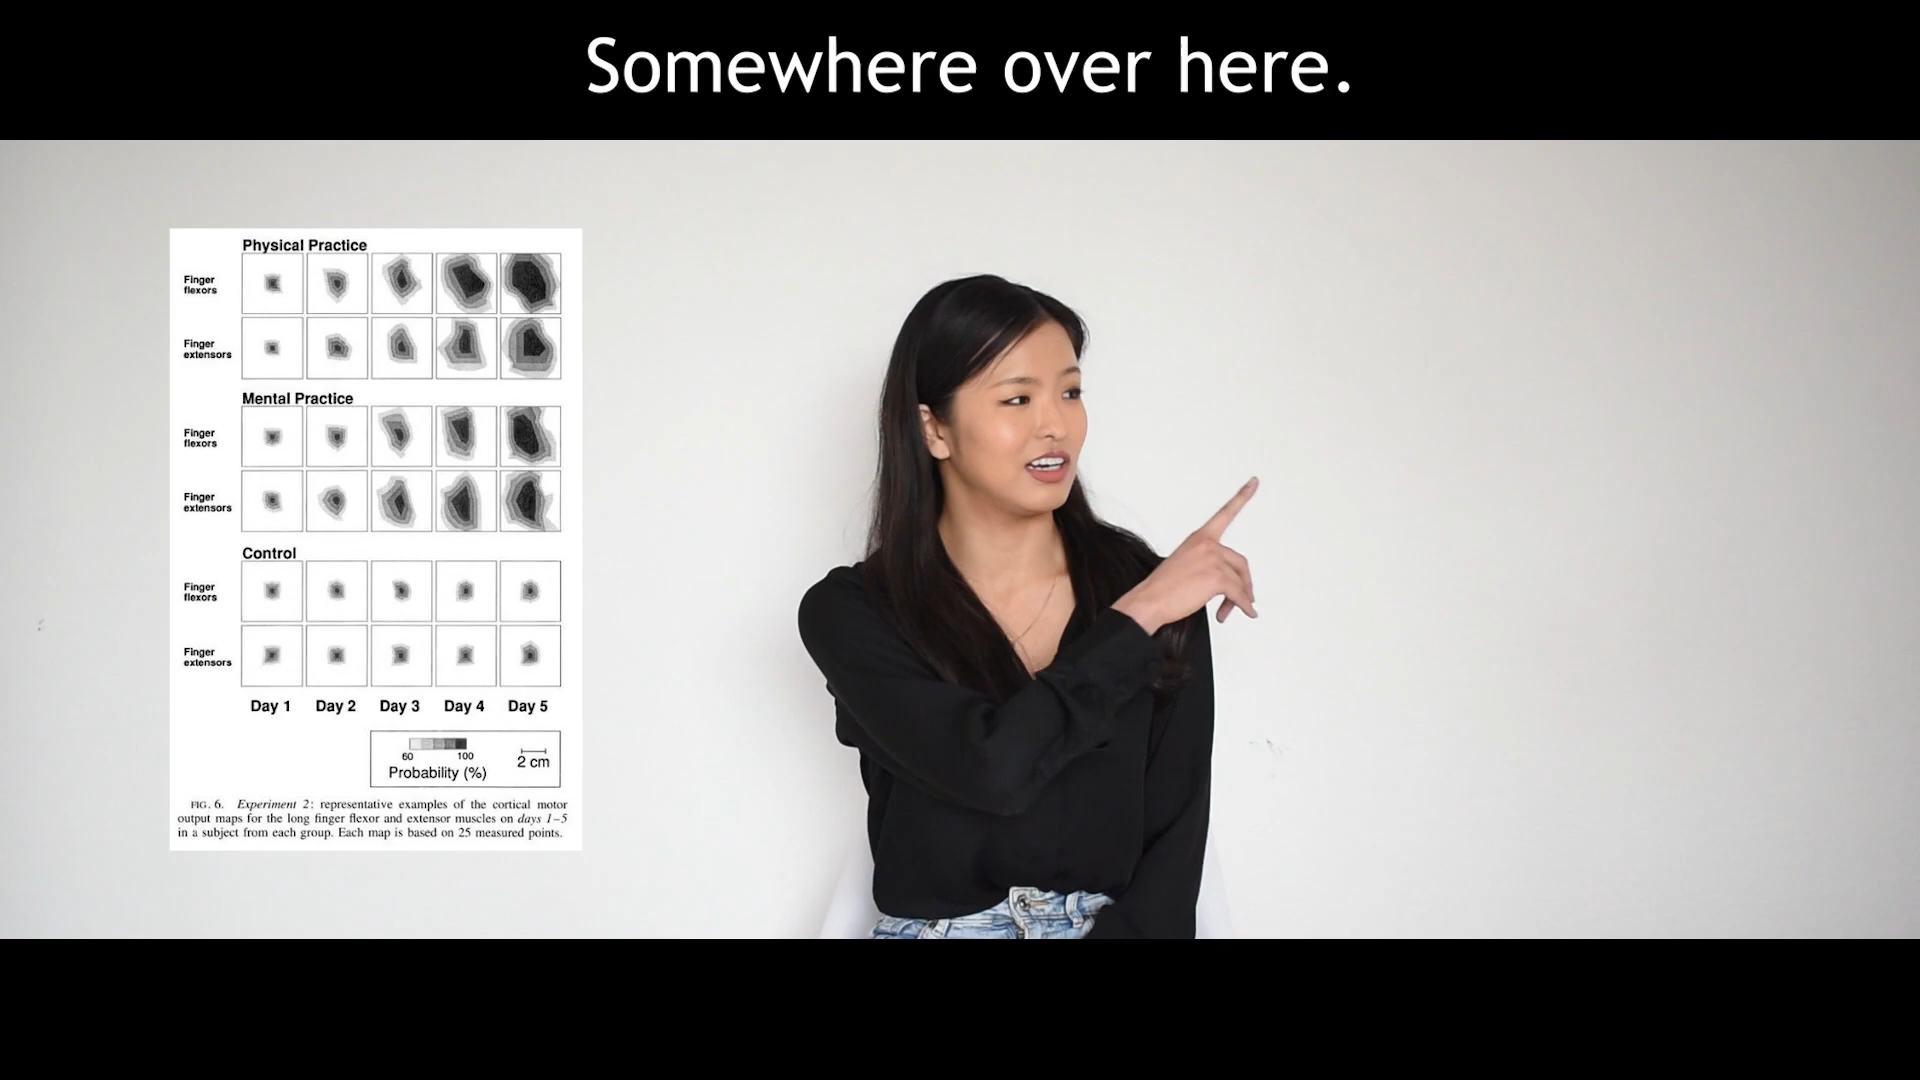 Somewhere over here.
Physical Practice
Finger
flexors
Finger
extensors
Mental Practice
Finger
flexors
Finger
extensors
Control
Finger
flexors
Finger
extensors
Day 1 Day 2 Day 3 Day 4 Day 5
60 100
Probability (%)
2 cm
FIG. 6. Experiment 2: representative examples of the cortical motor
output maps for the long finger flexor and extensor muscles on days 1–5
in a subject from each group. Each map is based on 25 measured points.